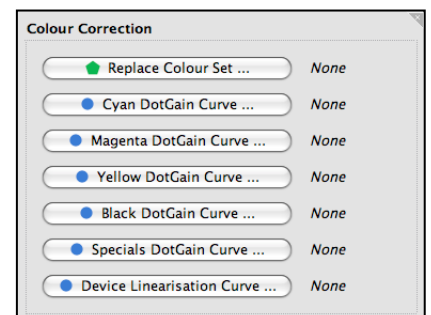 Colour Correction
Replace Colour Set ... None
Cyan DotGain Curve ... None
Magenta DotGain Curve ... None
Yellow DotGain Curve ... None
Black DotGain Curve ... None
Specials DotGain Curve ... None
Device Linearisation Curve ... None